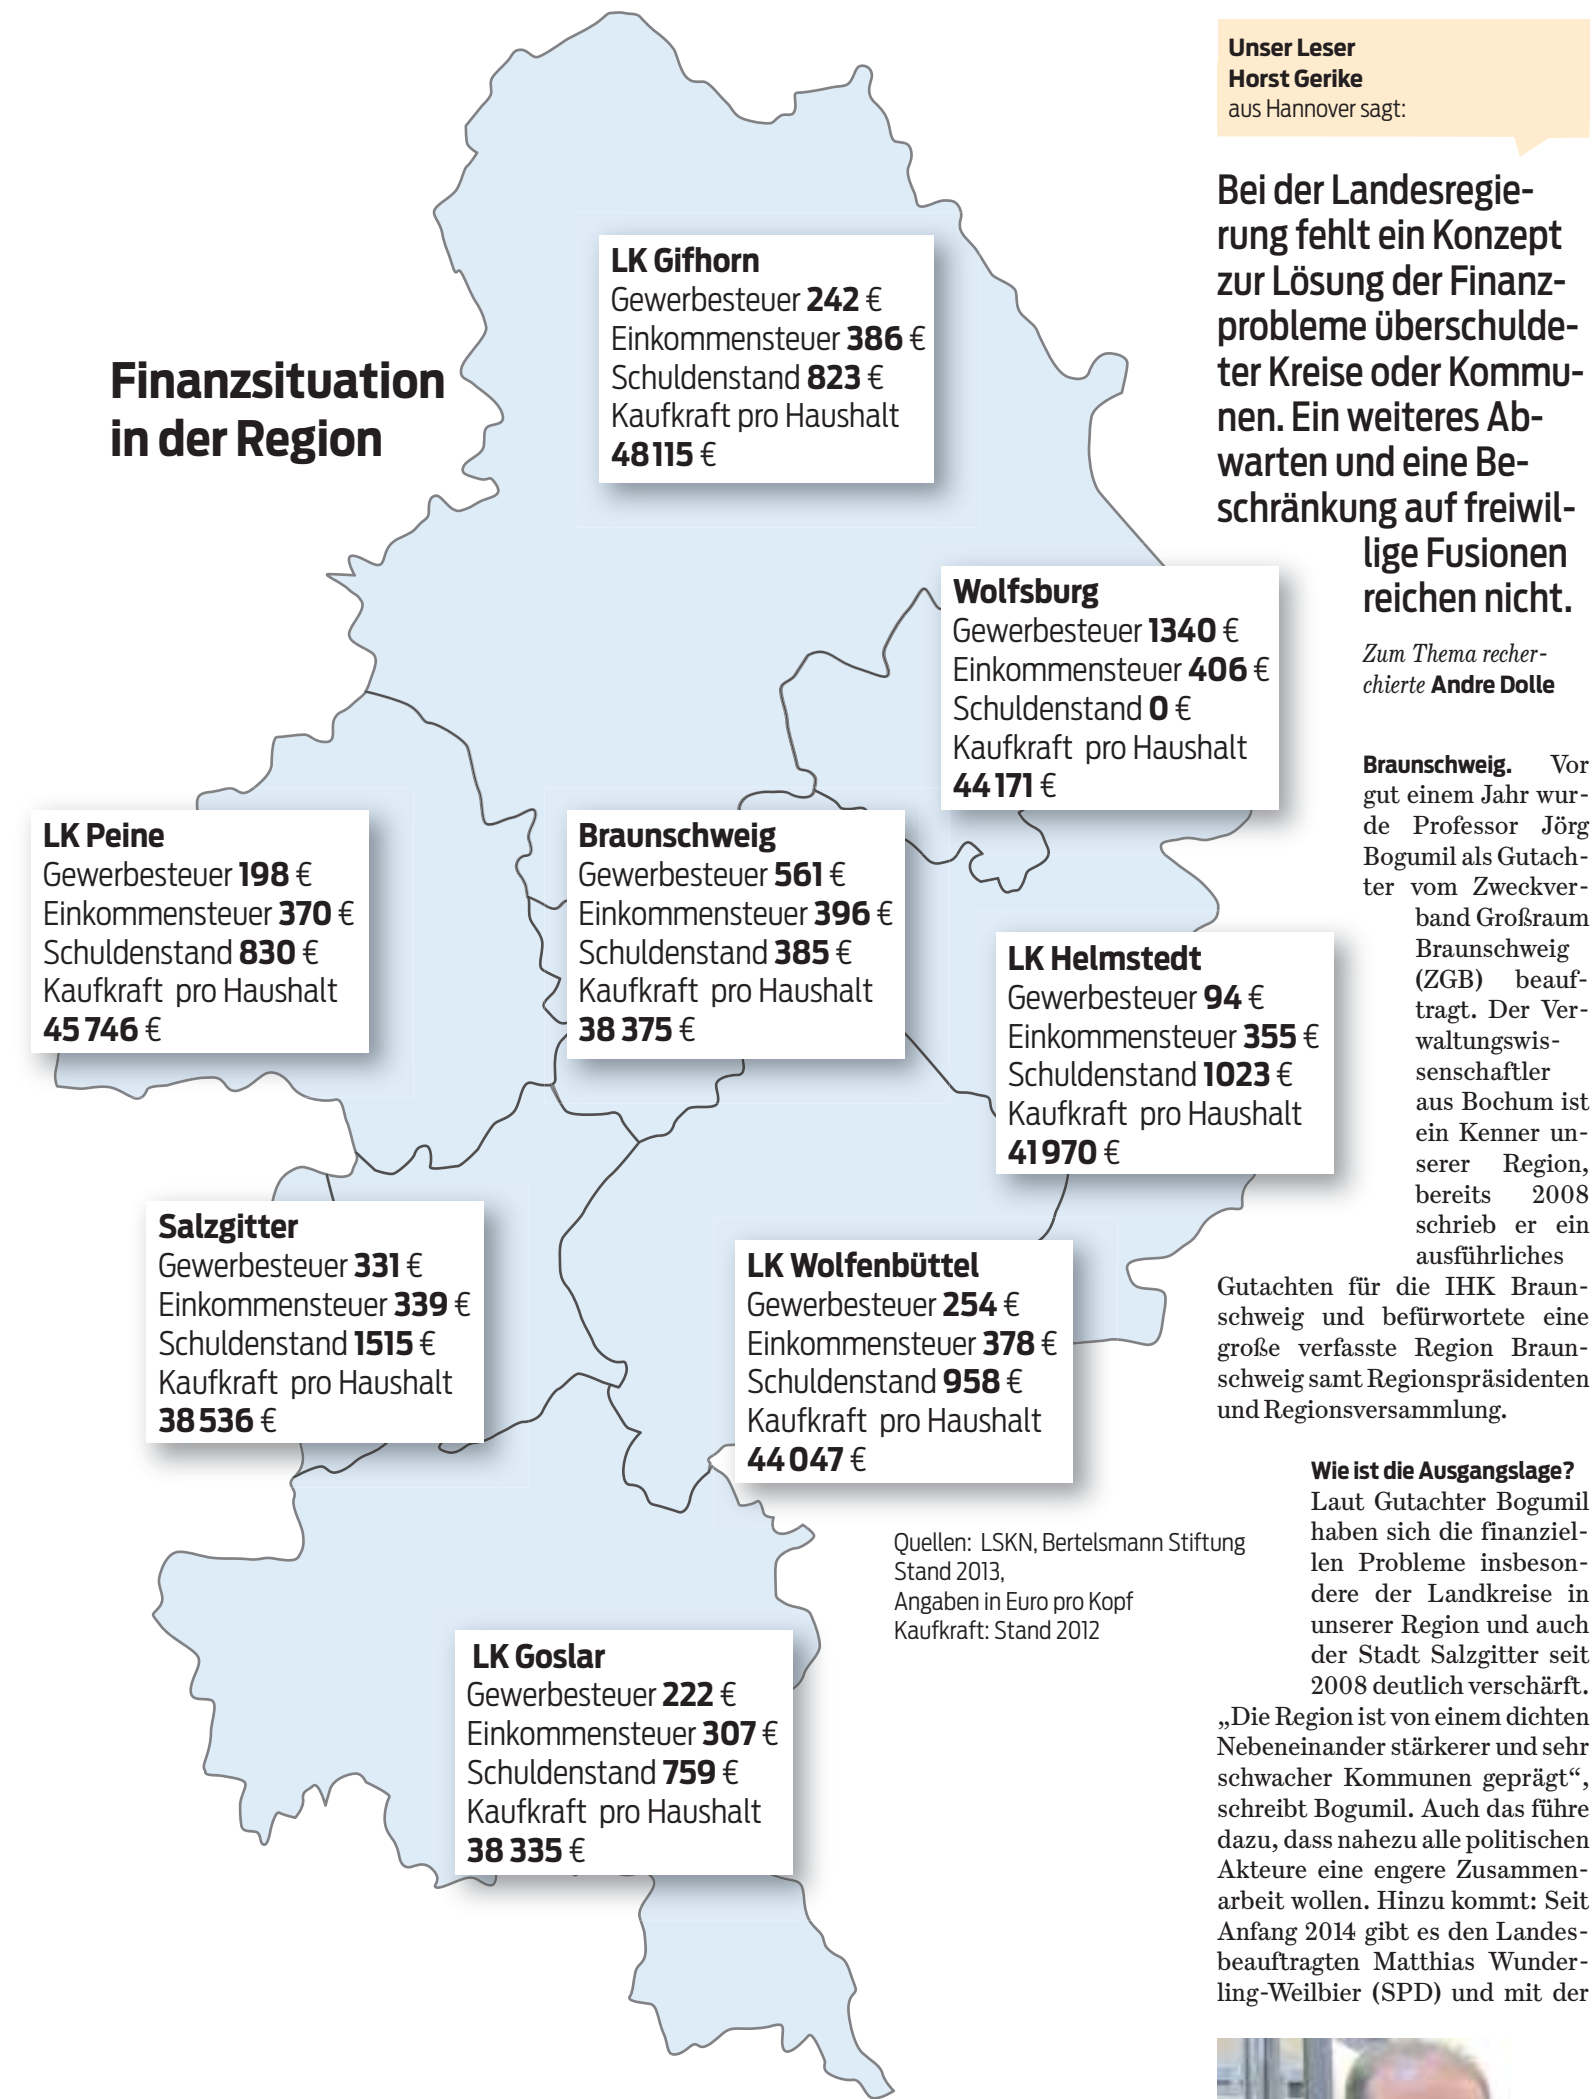 Finanzsituation
in der Region
LK Gifhorn
Gewerbesteuer 242 €
Einkommensteuer 386 €
Schuldenstand 823 €
Kaufkraft pro Haushalt
48 115 €
Wolfsburg
Gewerbesteuer 1340 €
Einkommensteuer 406 €
Schuldenstand 0 €
Kaufkraft pro Haushalt
44 171 €
LK Peine
Gewerbesteuer 198 €
Einkommensteuer 370 €
Schuldenstand 830 €
Kaufkraft pro Haushalt
45 746 €
Braunschweig
Gewerbesteuer 561 €
Einkommensteuer 396 €
Schuldenstand 385 €
Kaufkraft pro Haushalt
38 375 €
LK Helmstedt
Gewerbesteuer 94 €
Einkommensteuer 355 €
Schuldenstand 1023 €
Kaufkraft pro Haushalt
41 970 €
Salzgitter
Gewerbesteuer 331 €
Einkommensteuer 339 €
Schuldenstand 1515 €
Kaufkraft pro Haushalt
38 536 €
LK Wolfenbüttel
Gewerbesteuer 254 €
Einkommensteuer 378 €
Schuldenstand 958 €
Kaufkraft pro Haushalt
44 047 €
LK Goslar
Gewerbesteuer 222 €
Einkommensteuer 307 €
Schuldenstand 759 €
Kaufkraft pro Haushalt
38 335 €
Quellen: LSKN, Bertelsmann Stiftung
Stand 2013,
Angaben in Euro pro Kopf
Kaufkraft: Stand 2012
Unser Leser
Horst Gerike
aus Hannover sagt:
Bei der Landesregie-
rung fehlt ein Konzept
zur Lösung der Finanz-
probleme überschulde-
ter Kreise oder Kommu-
nen. Ein weiteres Ab-
warten und eine Be-
schränkung auf freiwil-
lige Fusionen
reichen nicht.
Zum Thema recher-
chierte Andre Dolle
Braunschweig. Vor
gut einem Jahr wur-
de Professor Jörg
Bogumil als Gutach-
ter vom Zweckver-
band Großraum
Braunschweig
(ZGB) beauf-
tragt. Der Ver-
waltungswis-
senschaftler
aus Bochum ist
ein Kenner un-
serer Region,
bereits 2008
schrieb er ein
ausführliches
Gutachten für die IHK Braun-
schweig und befürwortete eine
große verfasste Region Braun-
schweig samt Regionspräsidenten
und Regionsversammlung.
Wie ist die Ausgangslage?
Laut Gutachter Bogumil
haben sich die finanziel-
len Probleme insbeson-
dere der Landkreise in
unserer Region und auch
der Stadt Salzgitter seit
2008 deutlich verschärft.
„Die Region ist von einem dichten
Nebeneinander stärkerer und sehr
schwacher Kommunen geprägt“,
schreibt Bogumil. Auch das führe
dazu, dass nahezu alle politischen
Akteure eine engere Zusammen-
arbeit wollen. Hinzu kommt: Seit
Anfang 2014 gibt es den Landes-
beauftragten Matthias Wunder-
ling-Weilbier (SPD) und mit der